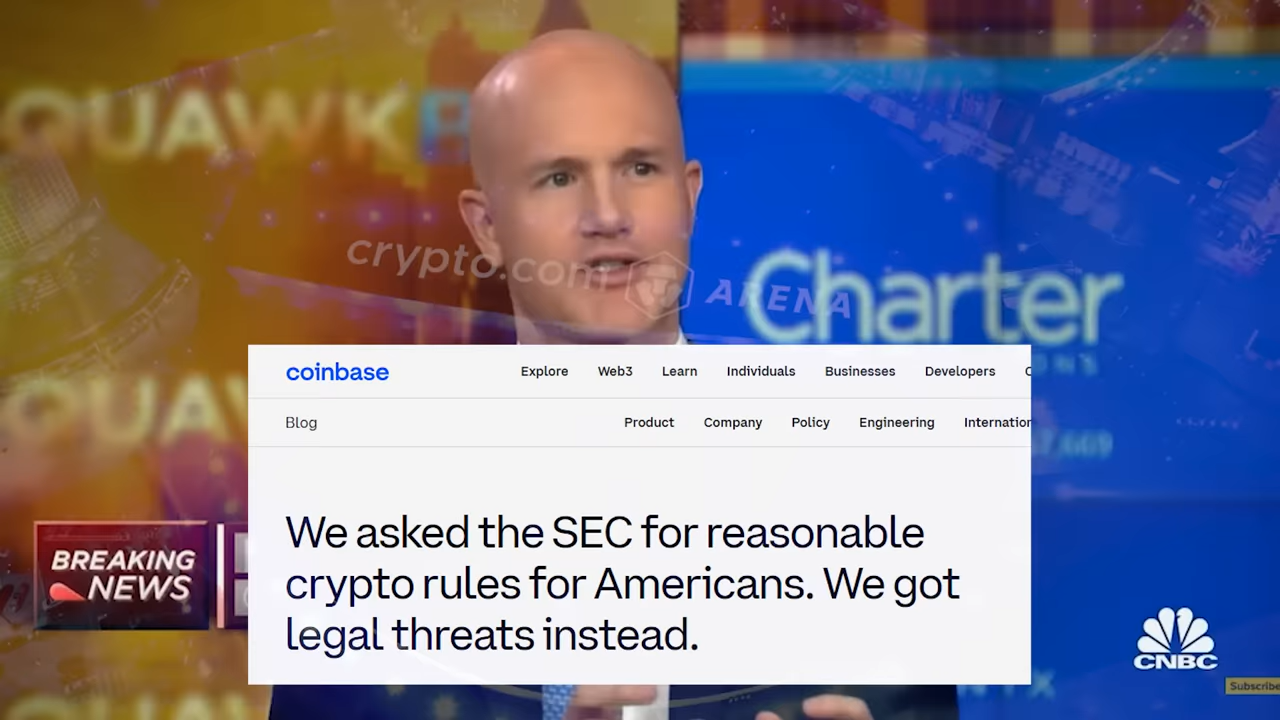 QUAWK
crypto.com ARENA
Charter
coinbase
Explore Web3 Learn Individuals Businesses Developers
Blog
Product Company Policy Engineering
QUAW
BREAKING
NEWS
We asked the SEC for reasonable
crypto rules for Americans. We got
legal threats instead.
CNBC
Subscribe